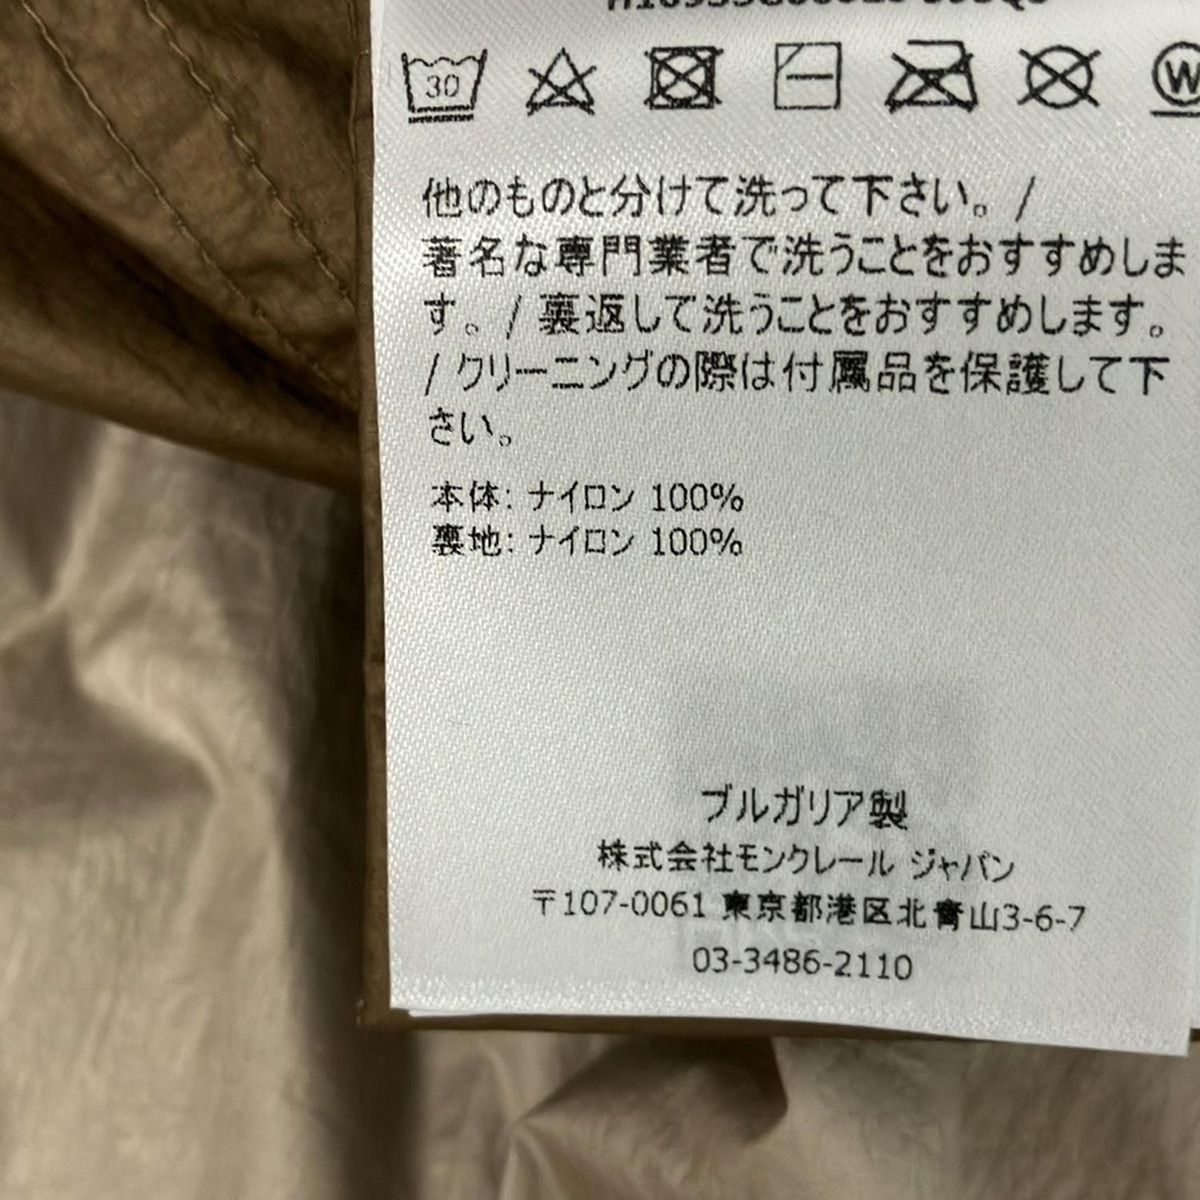 30
W
他のものと分けて洗って下さい。/
著名な専門業者で洗うことをおすすめしま
す。/ 裏返して洗うことをおすすめします。
/ クリーニングの際は付属品を保護して下
さい。
本体: ナイロン 100%
裏地: ナイロン 100%
ブルガリア製
株式会社モンクレール ジャパン
〒107-0061 東京都港区北青山3-6-7
03-3486-2110